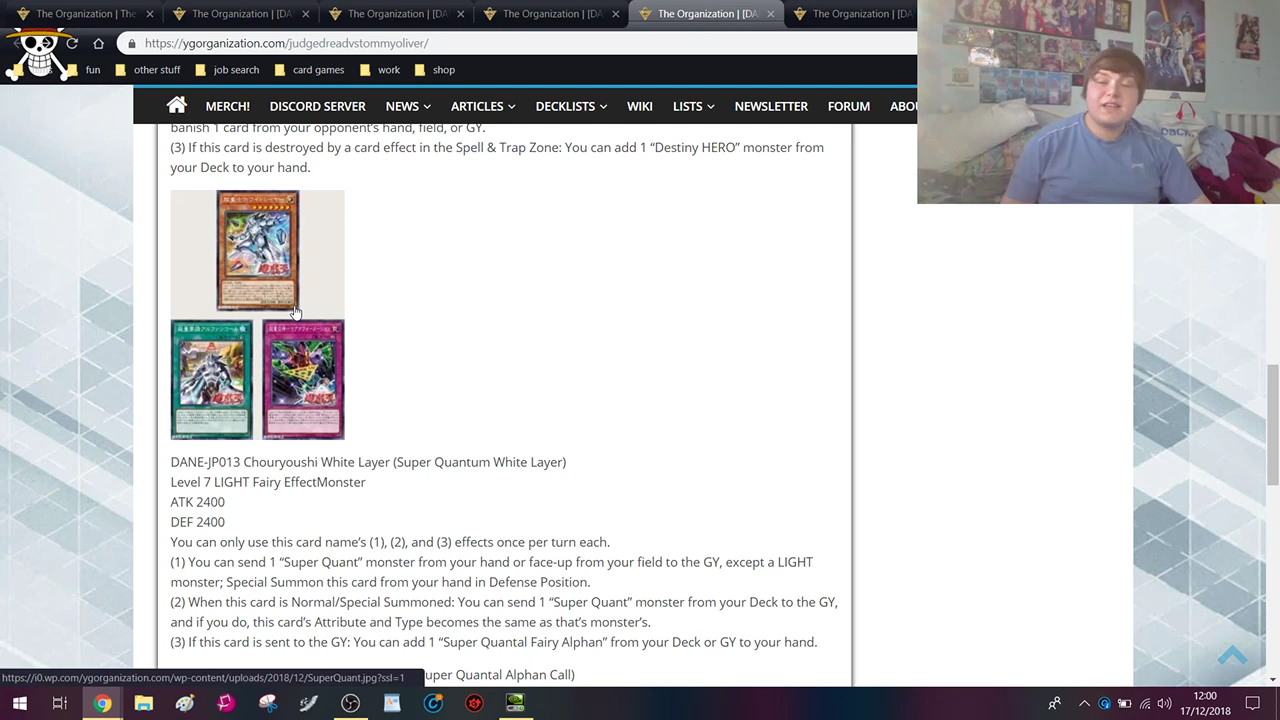 The Organization | The
The Organization | [DA
The Organization | [DA
The Organization | [DA
The Organization | [DA
The Organization | [DA
https://ygorganization.com/judgedreadvstommyoliver/
fun
other stuff
job search
card games
work
shop
MERCH!
DISCORD SERVER
NEWS
ARTICLES
DECKLISTS
WIKI
LISTS
NEWSLETTER
FORUM
ABOU
banish 1 card from your opponent's hand, field, or GY.
(3) If this card is destroyed by a card effect in the Spell & Trap Zone: You can add 1 “Destiny HERO” monster from
your Deck to your hand.
DANE-JP013 Chouryoushi White Layer (Super Quantum White Layer)
Level 7 LIGHT Fairy EffectMonster
ATK 2400
DEF 2400
You can only use this card name's (1), (2), and (3) effects once per turn each.
(1) You can send 1 “Super Quant” monster from your hand or face-up from your field to the GY, except a LIGHT
monster; Special Summon this card from your hand in Defense Position.
(2) When this card is Normal/Special Summoned: You can send 1 “Super Quant” monster from your Deck to the GY,
and if you do, this card's Attribute and Type becomes the same as that's monster's.
(3) If this card is sent to the GY: You can add 1 “Super Quantal Fairy Alphan” from your Deck or GY to your hand.
uper Quantal Alphan Call)
https://i0.wp.com/ygorganization.com/wp-content/uploads/2018/12/SuperQuant.jpg?ssl=1
12:00
17/12/2018